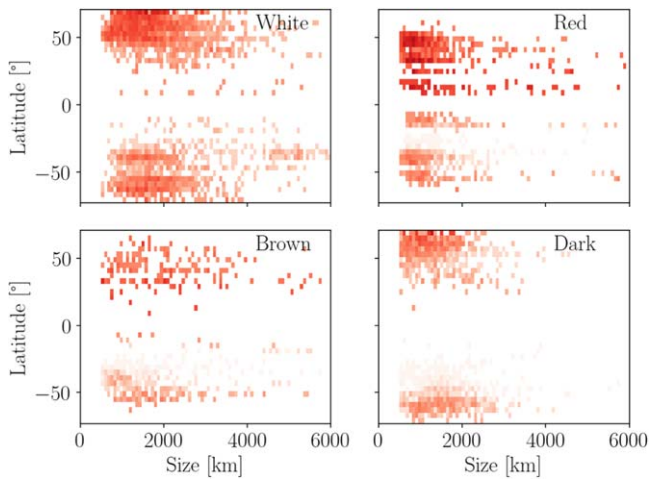 White
Red
50
0
−50
Latitude [°]
Brown
Dark
50
0
−50
Latitude [°]
0 2000 4000 6000 0 2000 4000 6000
Size [km] Size [km]